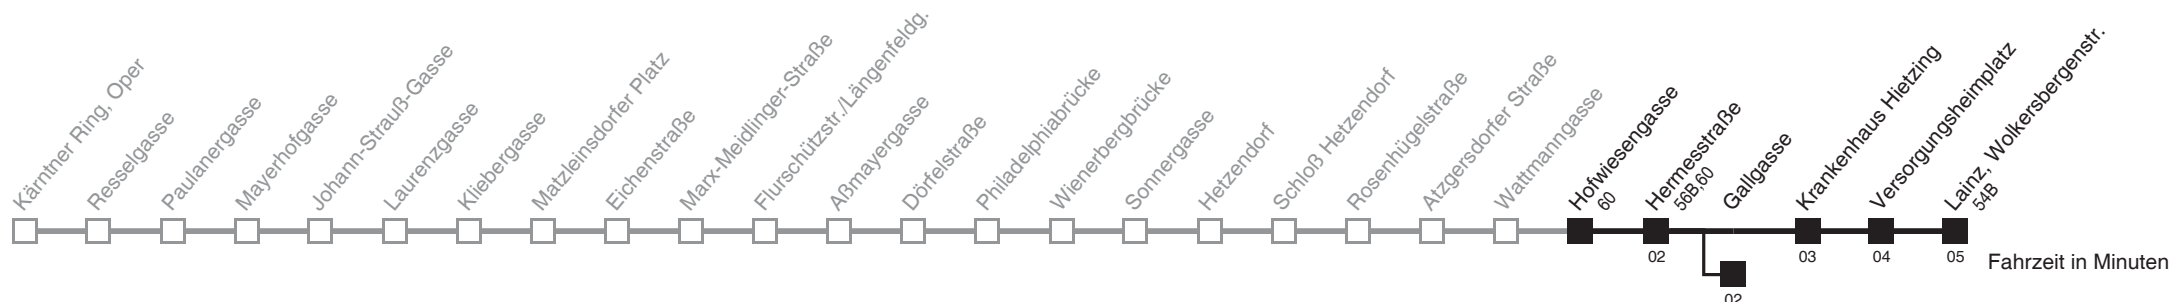 Kärntner Ring, Oper
Resselgasse
Paulanergasse
Mayerhofgasse
Johann-Strauß-Gasse
Laurenzgasse
Kliebergasse
Matzleinsdorfer Platz
Eichenstraße
Marx-Meidlinger-Straße
Flurschützstr./Längenfeldg.
Aßmayergasse
Dörfelstraße
Philadelphiabrücke
Wienerbergbrücke
Sonnergasse
Hetzendorf
Schloß Hetzendorf
Rosenhügelstraße
Atzgersdorfer Straße
Wattmanngasse
Hofwiesengasse
60
Hermesstraße
56B,60
Gallgasse
Krankenhaus Hietzing
Versorgungsheimplatz
Lainz, Wolkersbergenstr.
54B
02
03
04
05
Fahrzeit in Minuten
02